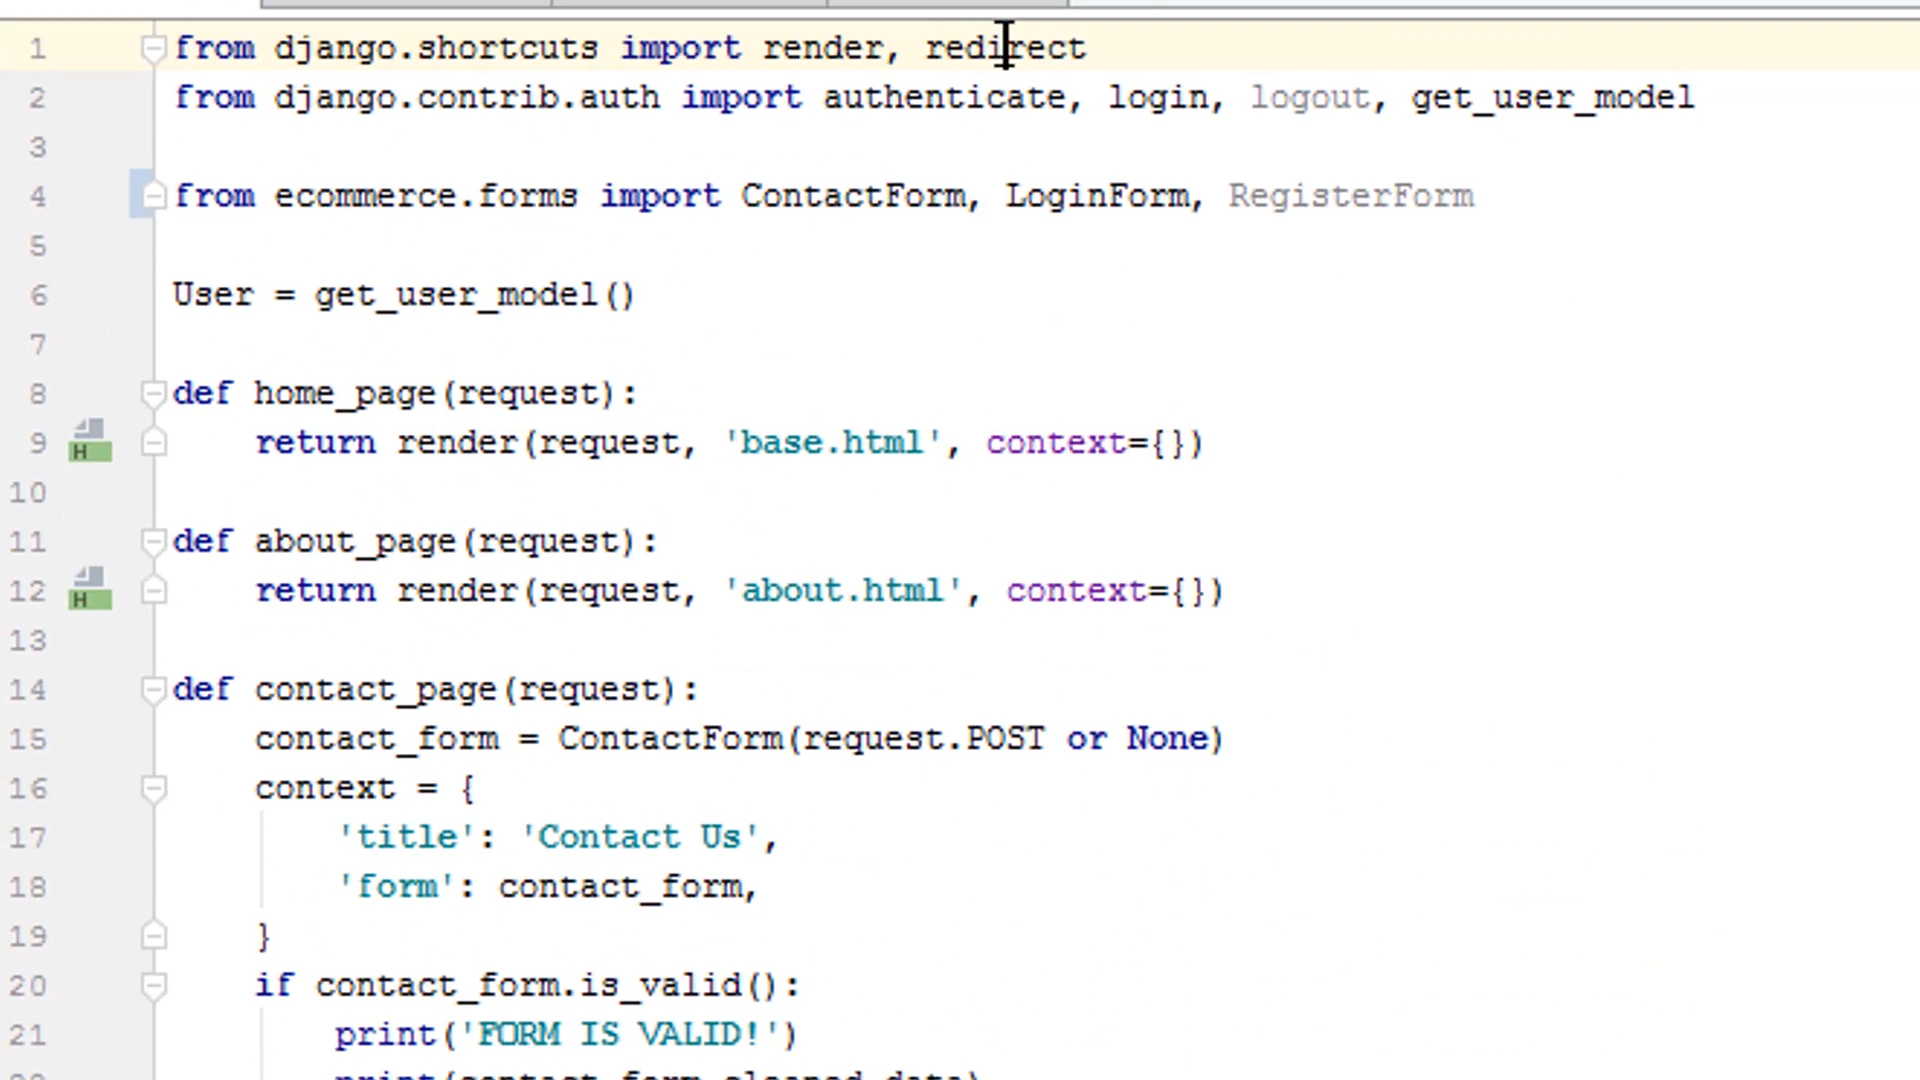 1 from django.shortcuts import render, redirect
2 from django.contrib.auth import authenticate, login, logout, get_user_model
3
4 from ecommerce.forms import ContactForm, LoginForm, RegisterForm
5
6 User = get_user_model()
7
8 def home_page(request):
9 H return render(request, 'base.html', context={})
10
11 def about_page(request):
12 H return render(request, 'about.html', context={})
13
14 def contact_page(request):
15 contact_form = ContactForm(request.POST or None)
16 context = {
17 'title': 'Contact Us',
18 'form': contact_form,
19 }
20 if contact_form.is_valid():
21 print('FORM IS VALID!')
print(contact_form.cleaned_data)